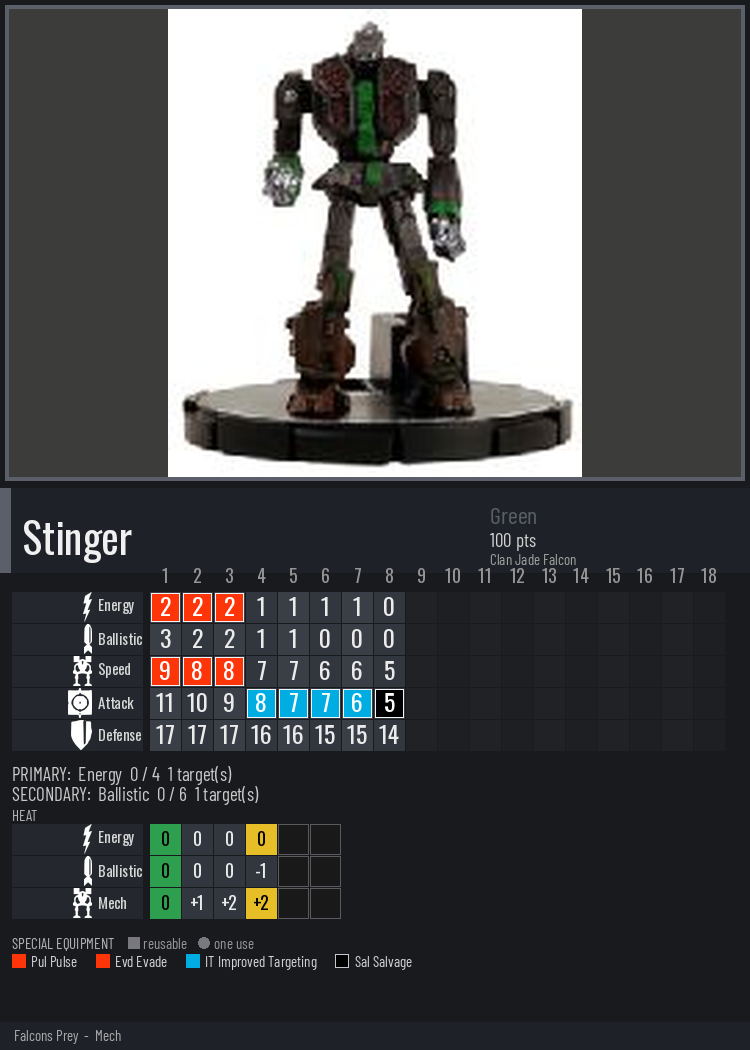 Stinger
Green
100 pts
Clan Jade Falcon
1 2 3 4 5 6 7 8 9 10 11 12 13 14 15 16 17 18
Energy 2 2 2 1 1 1 1 0
Ballistic 3 2 2 1 1 0 0 0
Speed 9 8 8 7 7 6 6 5
Attack 11 10 9 8 7 7 6 5
Defense 17 17 17 16 16 15 15 14
PRIMARY: Energy 0 / 4 1 target(s)
SECONDARY: Ballistic 0 / 6 1 target(s)
HEAT
Energy 0 0 0 0
Ballistic 0 0 0 -1
Mech 0 +1 +2 +2
SPECIAL EQUIPMENT reusable one use
Pul Pulse Evd Evade IT Improved Targeting Sal Salvage
Falcons Prey - Mech